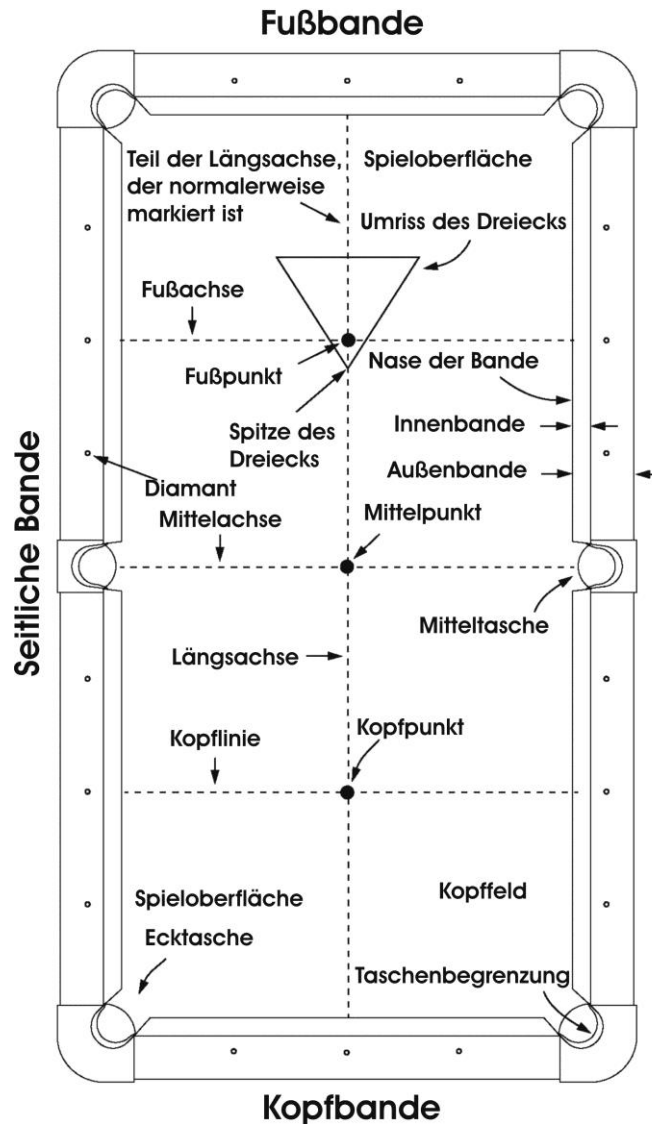 Fußbande
Teil der Längsachse,
der normalerweise
markiert ist
Spieloberfläche
Umriss des Dreiecks
Fußachse
Fußpunkt
Nase der Bande
Spitze des
Dreiecks
Innenbande
Außenbande
Diamant
Mittelachse
Mittelpunkt
Seitliche Bande
Mitteltasche
Längsachse
Kopfpunkt
Kopflinie
Spieloberfläche
Kopffeld
Ecktasche
Taschenbegrenzung
Kopfbande